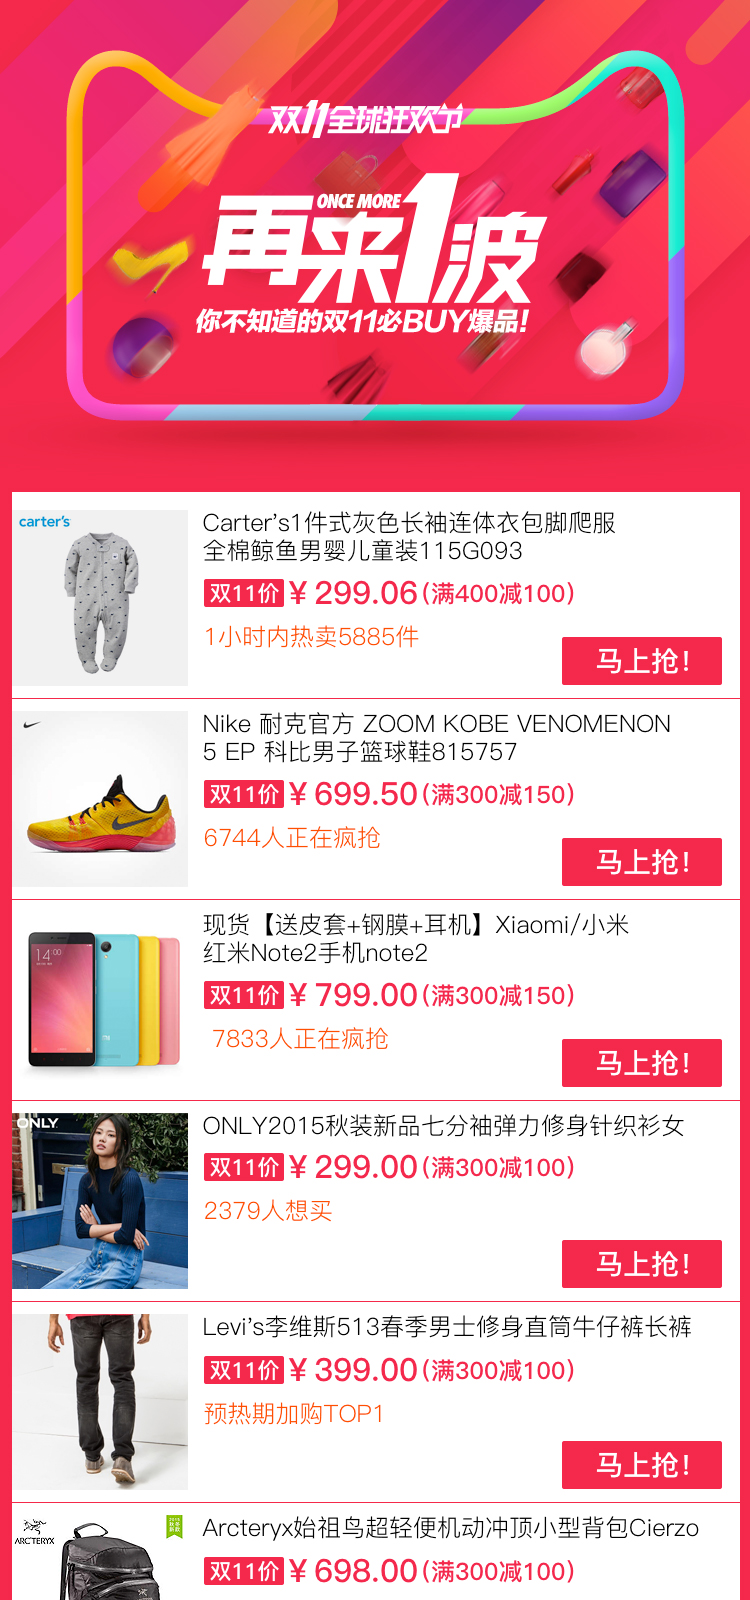 双11全球狂欢节
ONCE MORE
再来1波
你不知道的双11必BUY爆品!
carter's
Carter's1件式灰色长袖连体衣包脚爬服
全棉鲸鱼男婴儿童装115G093
双11价 ¥ 299.06(满400减100)
1小时内热卖5885件
马上抢!
Nike 耐克官方 ZOOM KOBE VENOMENON
5 EP 科比男子篮球鞋815757
双11价 ¥ 699.50(满300减150)
6744人正在疯抢
马上抢!
14:00
现货【送皮套+钢膜+耳机】Xiaomi/小米
红米Note2手机note2
双11价 ¥ 799.00(满300减150)
7833人正在疯抢
马上抢!
ONLY
ONLY2015秋装新品七分袖弹力修身针织衫女
双11价 ¥ 299.00(满300减100)
2379人想买
马上抢!
Levi's李维斯513春季男士修身直筒牛仔裤长裤
双11价 ¥ 399.00(满300减100)
预热期加购TOP1
马上抢!
ARC'TERYX
2015
秋冬
新款
Arcteryx始祖鸟超轻便机动冲顶小型背包Cierzo
双11价 ¥ 698.00(满300减100)